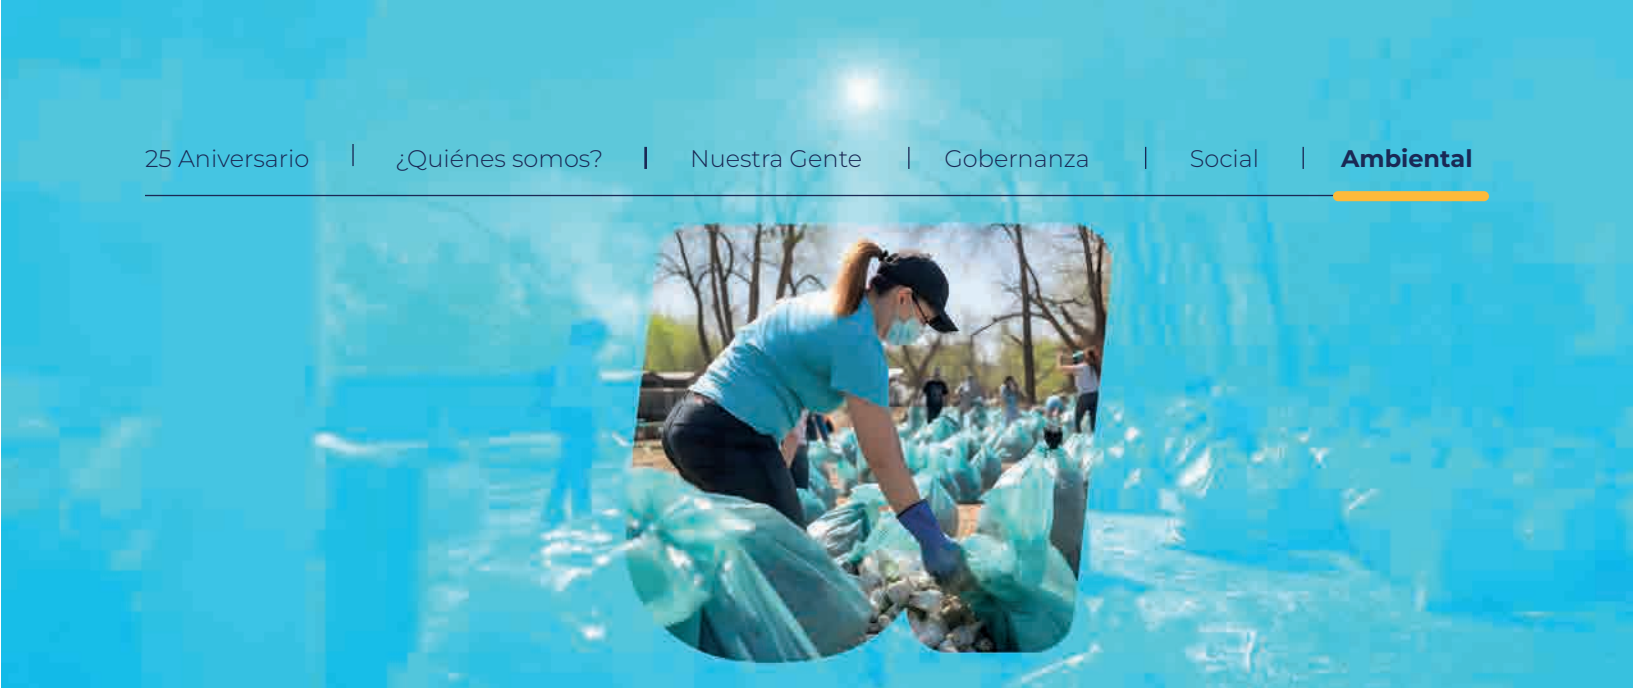 25 Aniversario | ¿Quiénes somos? | Nuestra Gente | Gobernanza | Social | Ambiental